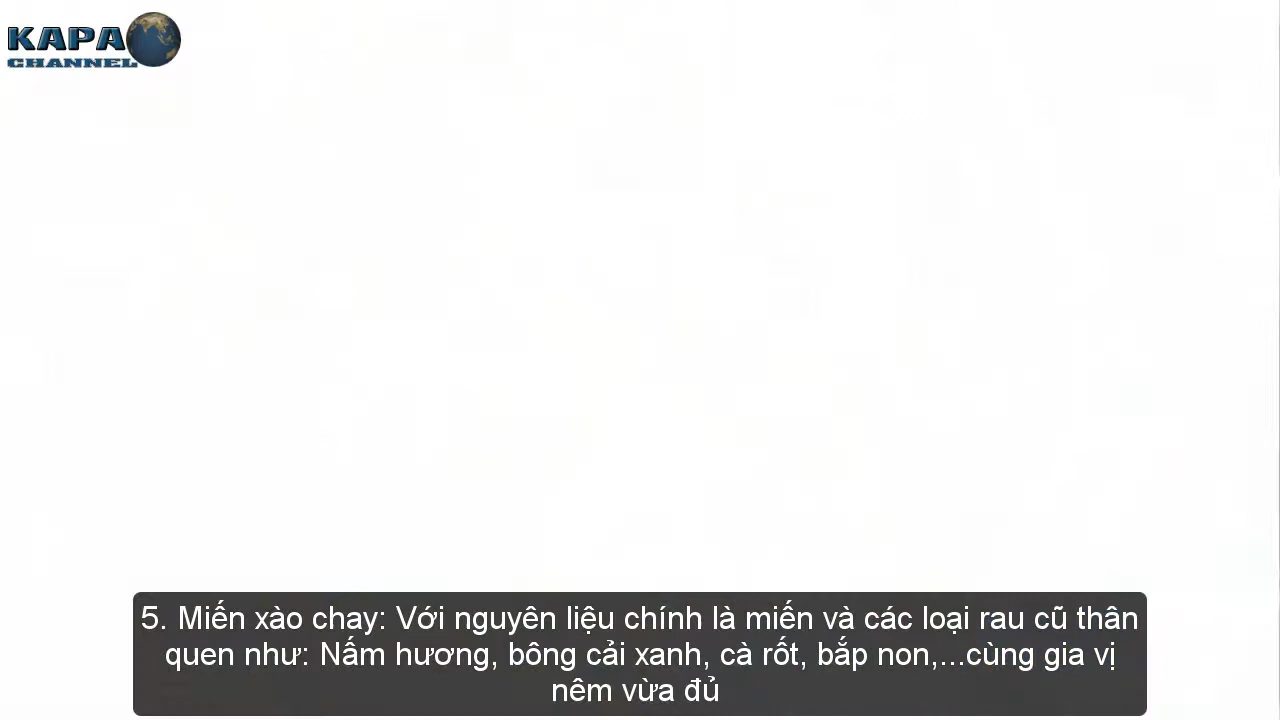 KAPA
CHANNEL
5. Miến xào chay: Với nguyên liệu chính là miến và các loại rau cũ thân
quen như: Nấm hương, bông cải xanh, cà rốt, bắp non,...cùng gia vị
nêm vừa đủ